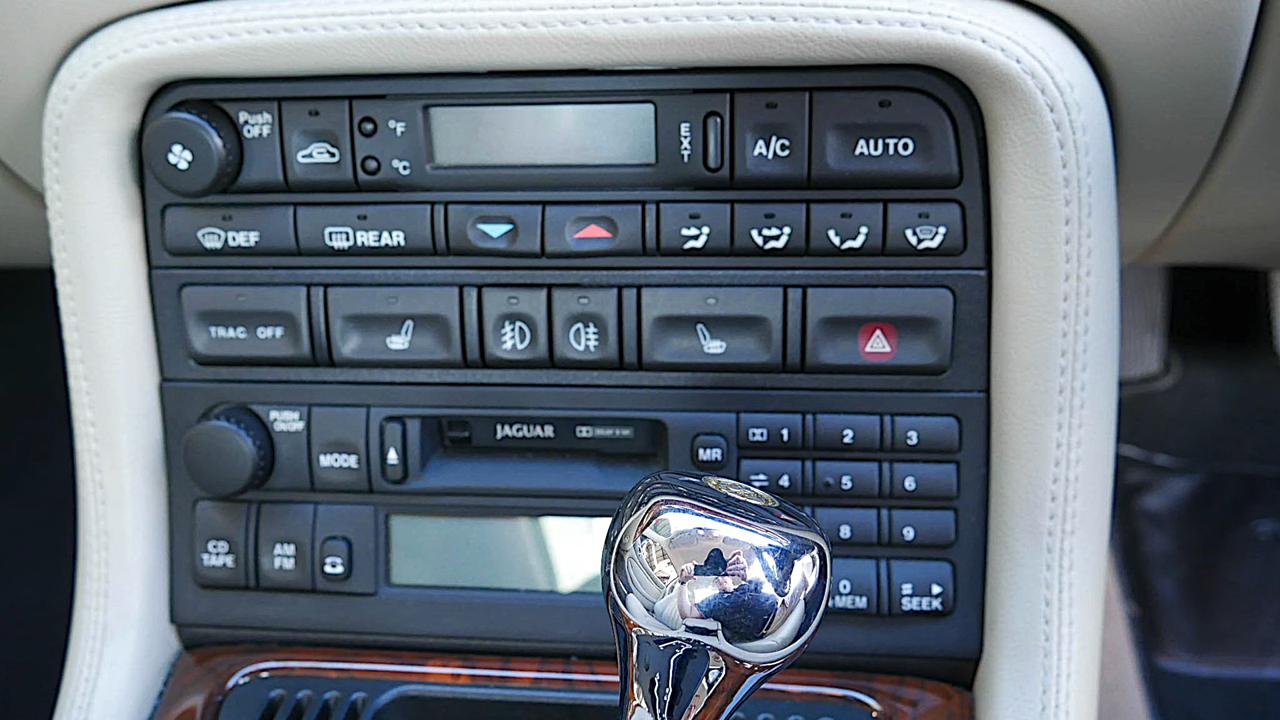 Push
OFF
°F
°C
EXT
A/C
AUTO
DEF
REAR
TRAC OFF
PUSH
ON/OFF
MODE
JAGUAR
MR
1
2
3
4
5
6
8
9
CD
TAPE
AM
FM
0
MEM
SEEK